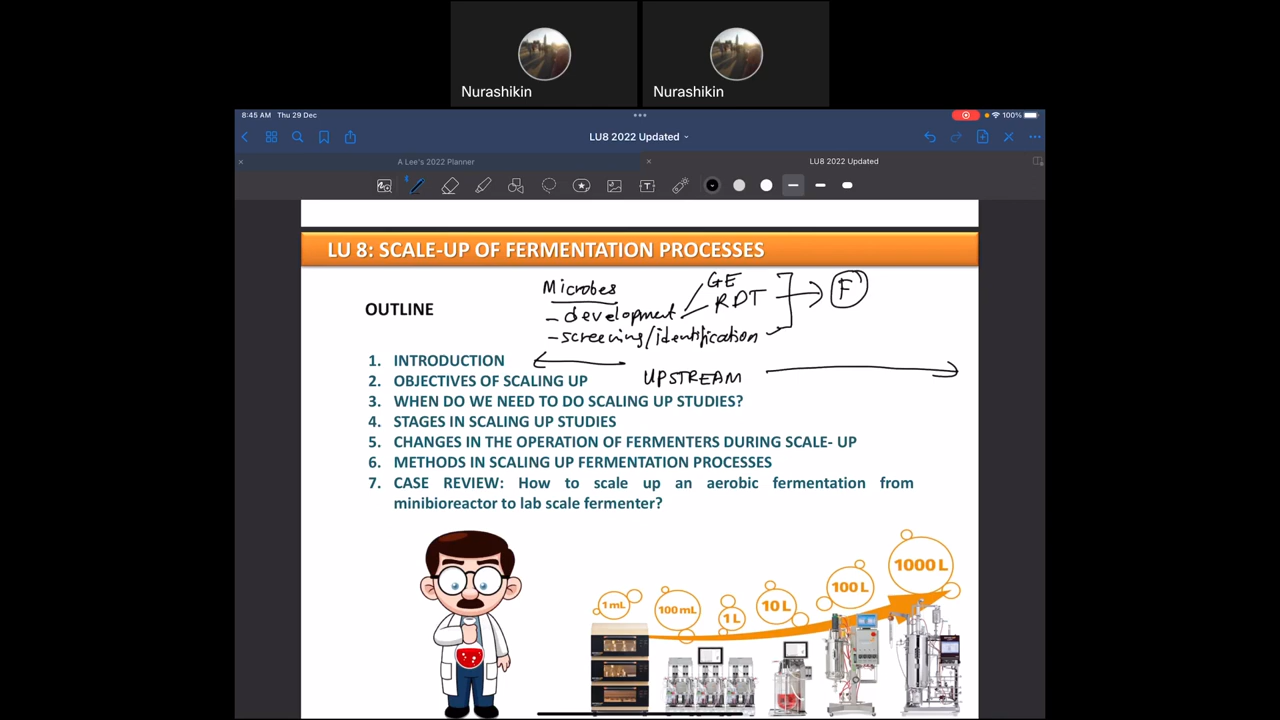 Nurashikin
Nurashikin
8:45 AM Thu 29 Dec
100%
LU8 2022 Updated
A Lee's 2022 Planner
LU8 2022 Updated
LU 8: SCALE-UP OF FERMENTATION PROCESSES
Microbes
GE
- development
RDT
F
- screening/identification
OUTLINE
UPSTREAM
1. INTRODUCTION
2. OBJECTIVES OF SCALING UP
3. WHEN DO WE NEED TO DO SCALING UP STUDIES?
4. STAGES IN SCALING UP STUDIES
5. CHANGES IN THE OPERATION OF FERMENTERS DURING SCALE- UP
6. METHODS IN SCALING UP FERMENTATION PROCESSES
7. CASE REVIEW: How to scale up an aerobic fermentation from
minibioreactor to lab scale fermenter?
1 mL
100 mL
1 L
10 L
100 L
1000 L